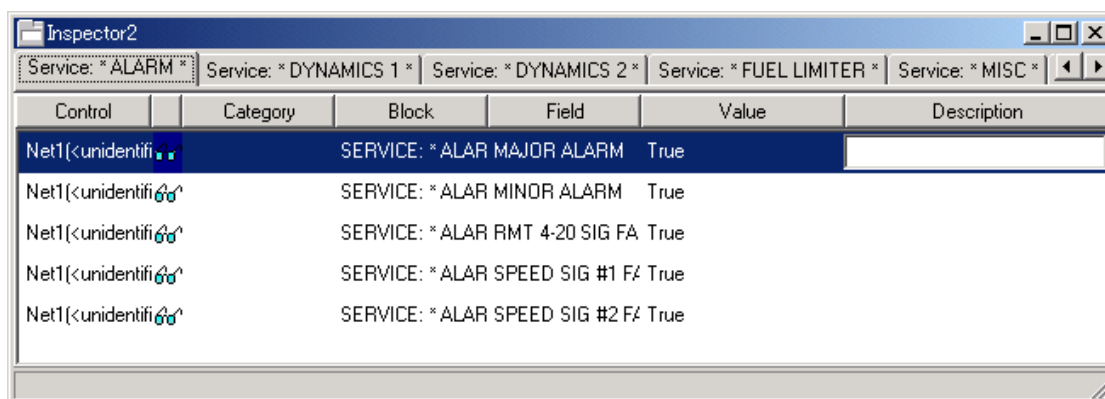 Inspector2
Service: * ALARM * Service: * DYNAMICS 1 * Service: * DYNAMICS 2 * Service: * FUEL LIMITER * Service: * MISC *
Control Category Block Field Value Description
Net1(<unidentifi SERVICE: * ALAR MAJOR ALARM True
Net1(<unidentifi SERVICE: * ALAR MINOR ALARM True
Net1(<unidentifi SERVICE: * ALAR RMT 4-20 SIG FA True
Net1(<unidentifi SERVICE: * ALAR SPEED SIG #1 FA True
Net1(<unidentifi SERVICE: * ALAR SPEED SIG #2 FA True